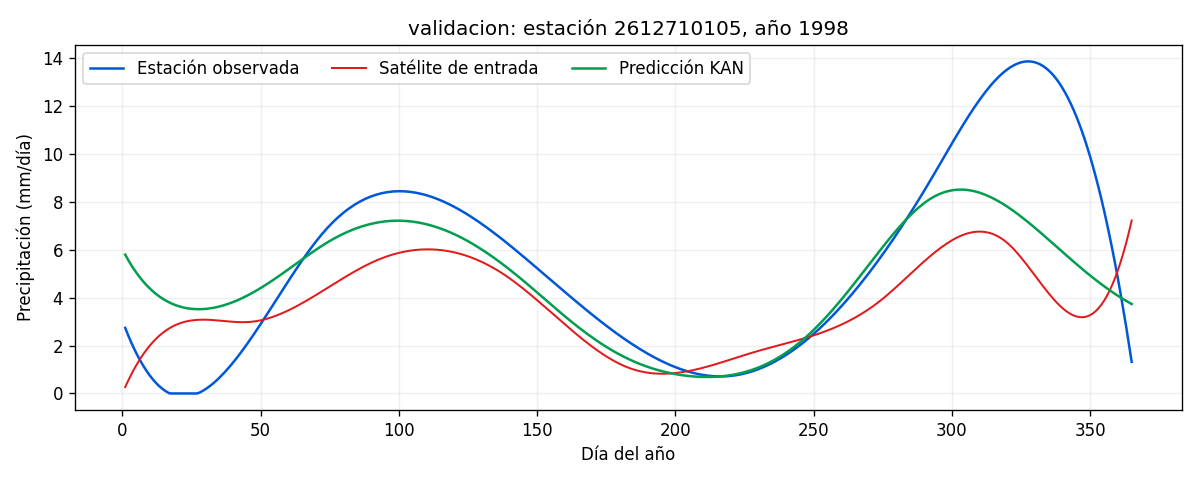 validacion: estación 2612710105, año 1998
Estación observada
Satélite de entrada
Predicción KAN
Precipitación (mm/día)
14
12
10
8
6
4
2
0
0 50 100 150 200 250 300 350
Día del año